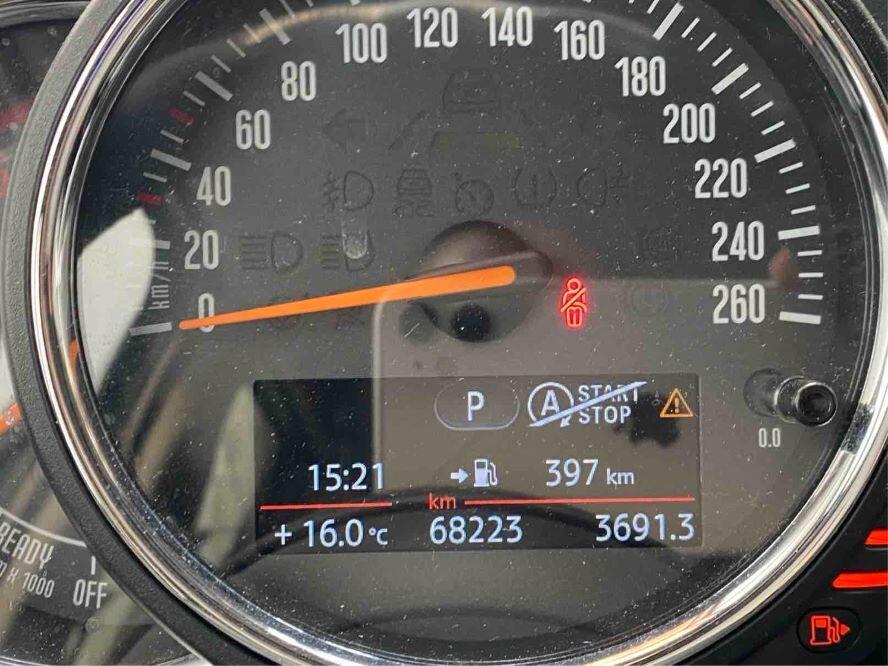 120 140
100 160
80 180
60 200
40 220
20 240
km/h 0 260
P A START STOP
0.0
15:21 397 km
km
+ 16.0 °C 68223 3691.3
READY
x 1000 OFF